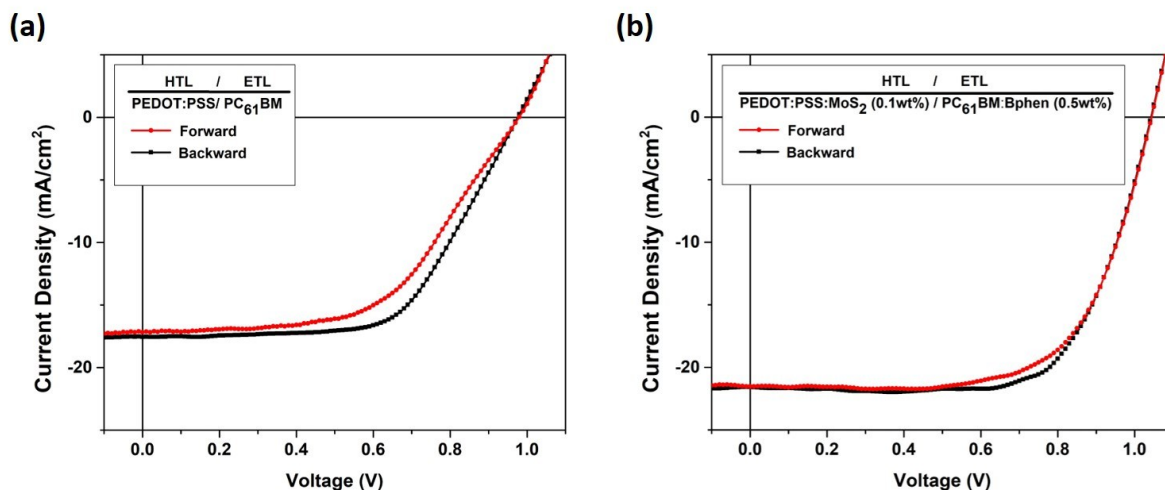 (a)
HTL / ETL
PEDOT:PSS/ PC61BM
Forward
Backward
Current Density (mA/cm²)
0
-10
-20
0.0 0.2 0.4 0.6 0.8 1.0
Voltage (V)
(b)
HTL / ETL
PEDOT:PSS:MoS₂ (0.1wt%) / PC₆₁BM:Bphen (0.5wt%)
Forward
Backward
Current Density (mA/cm²)
0
-10
-20
0.0 0.2 0.4 0.6 0.8 1.0
Voltage (V)